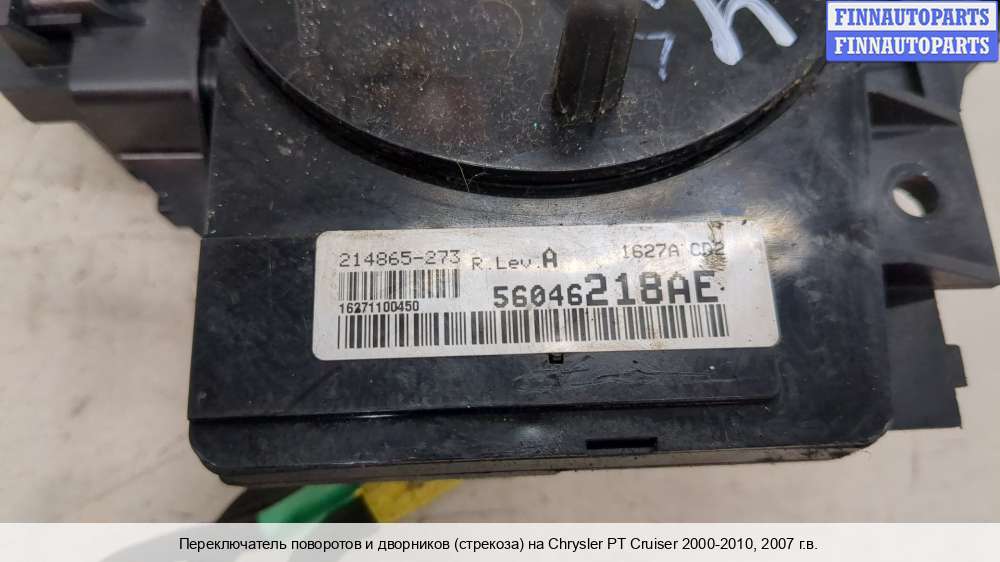 FINNAUTOPARTS
FINNAUTOPARTS
214865-273 R.Lev.A 1627A
16271100450 56046218AE
Переключатель поворотов и дворников (стрекоза) на Chrysler PT Cruiser 2000-2010, 2007 г.в.